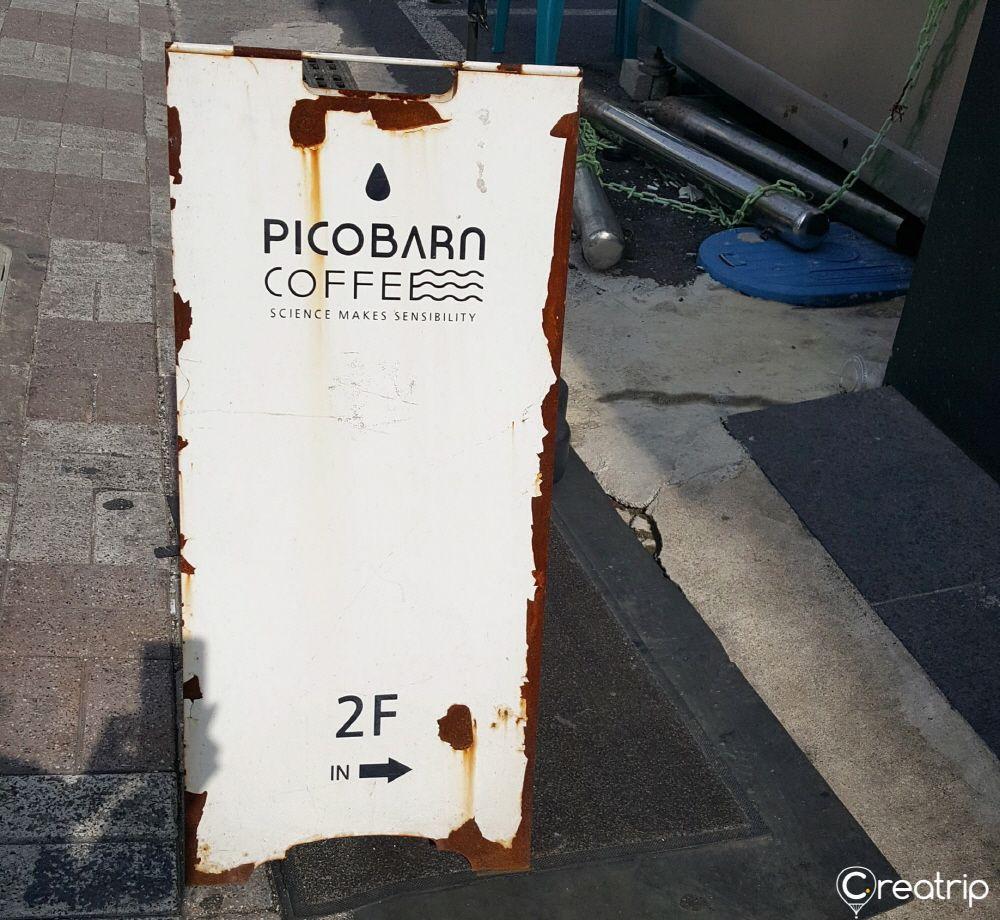 PICOBARN
COFFEE
SCIENCE MAKES SENSIBILITY
2F
IN
Creatrip